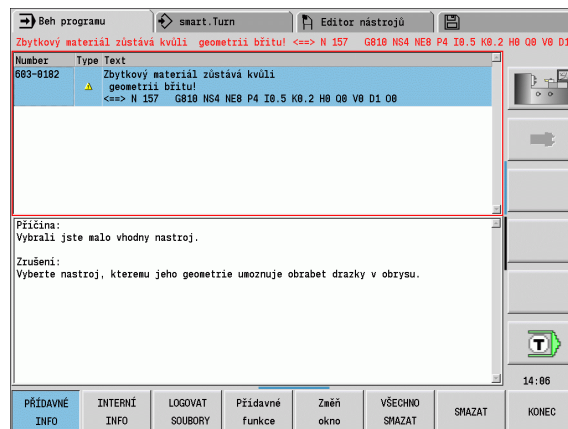 Beh programu
smart.Turn
Editor nástrojů
Zbytkový materiál zůstává kvůli geometrii břitu! <==> N 157 G810 NS4 NE8 P4 I0.5 K0.2 H0 Q0 V0 D1
Number Type Text
603-0182 Zbytkový materiál zůstává kvůli
geometrii břitu!
<==> N 157 G810 NS4 NE8 P4 I0.5 K0.2 H0 Q0 V0 D1 O0
Příčina:
Vybrali jste malo vhodny nastroj.
Zrušení:
Vyberte nastroj, kteremu jeho geometrie umoznuje obrabet drazky v obrysu.
T
14:06
PŘÍDAVNÉ INFO
INTERNÍ INFO
LOGOVAT SOUBORY
Přídavné funkce
Změň okno
VŠECHNO SMAZAT
SMAZAT
KONEC